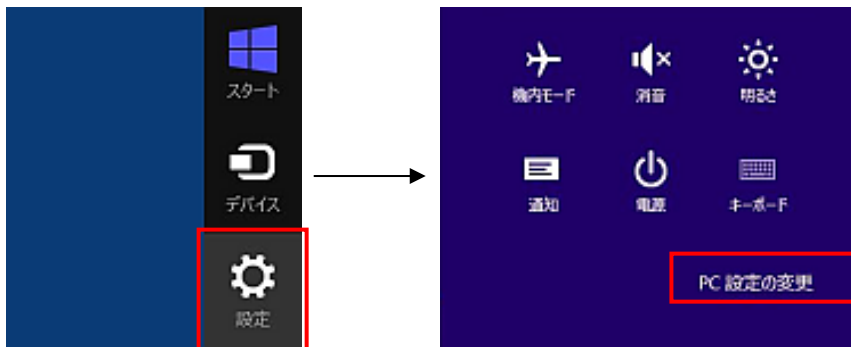 スタート
デバイス
設定
機内モード
消音
明るさ
通知
電源
キーボード
PC 設定の変更